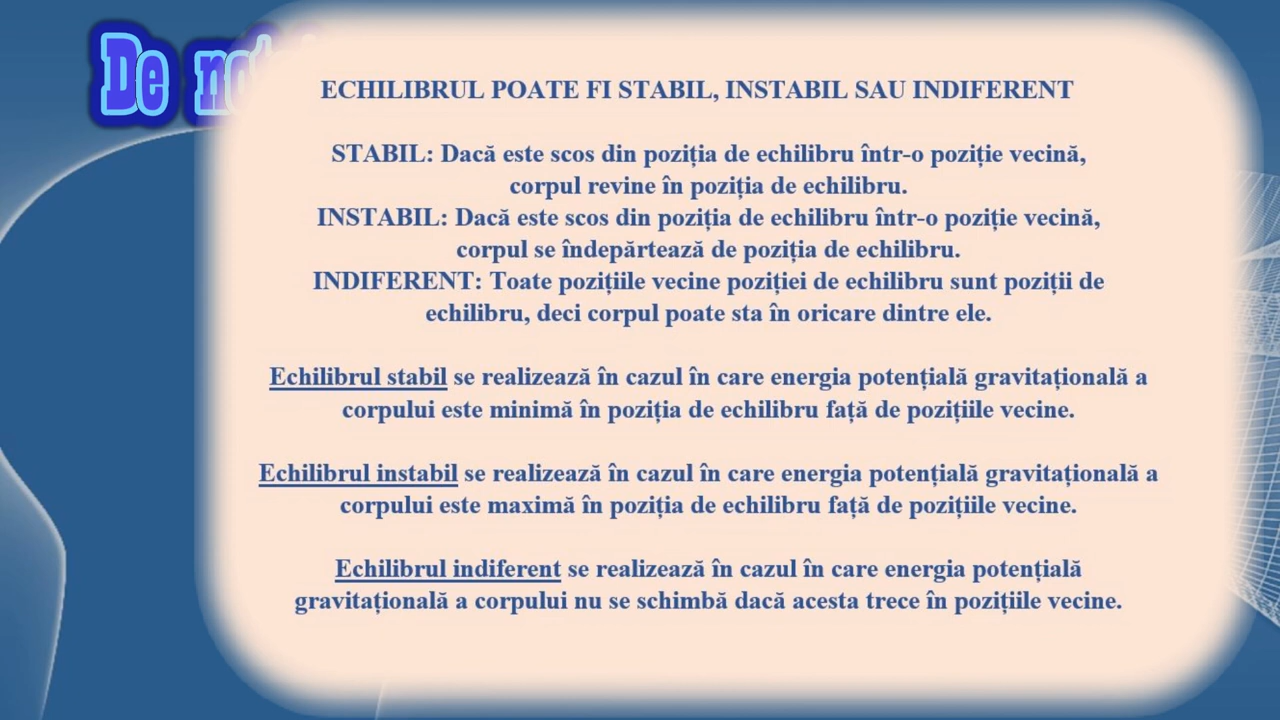 De
ECHILIBRUL POATE FI STABIL, INSTABIL SAU INDIFERENT
STABIL: Dacă este scos din poziția de echilibru într-o poziție vecină,
corpul revine în poziția de echilibru.
INSTABIL: Dacă este scos din poziția de echilibru într-o poziție vecină,
corpul se îndepărtează de poziția de echilibru.
INDIFERENT: Toate pozițiile vecine poziției de echilibru sunt poziții de
echilibru, deci corpul poate sta în oricare dintre ele.
Echilibrul stabil se realizează în cazul în care energia potențială gravitațională a
corpului este minimă în poziția de echilibru față de pozițiile vecine.
Echilibrul instabil se realizează în cazul în care energia potențială gravitațională a
corpului este maximă în poziția de echilibru față de pozițiile vecine.
Echilibrul indiferent se realizează în cazul în care energia potențială
gravitațională a corpului nu se schimbă dacă acesta trece în pozițiile vecine.